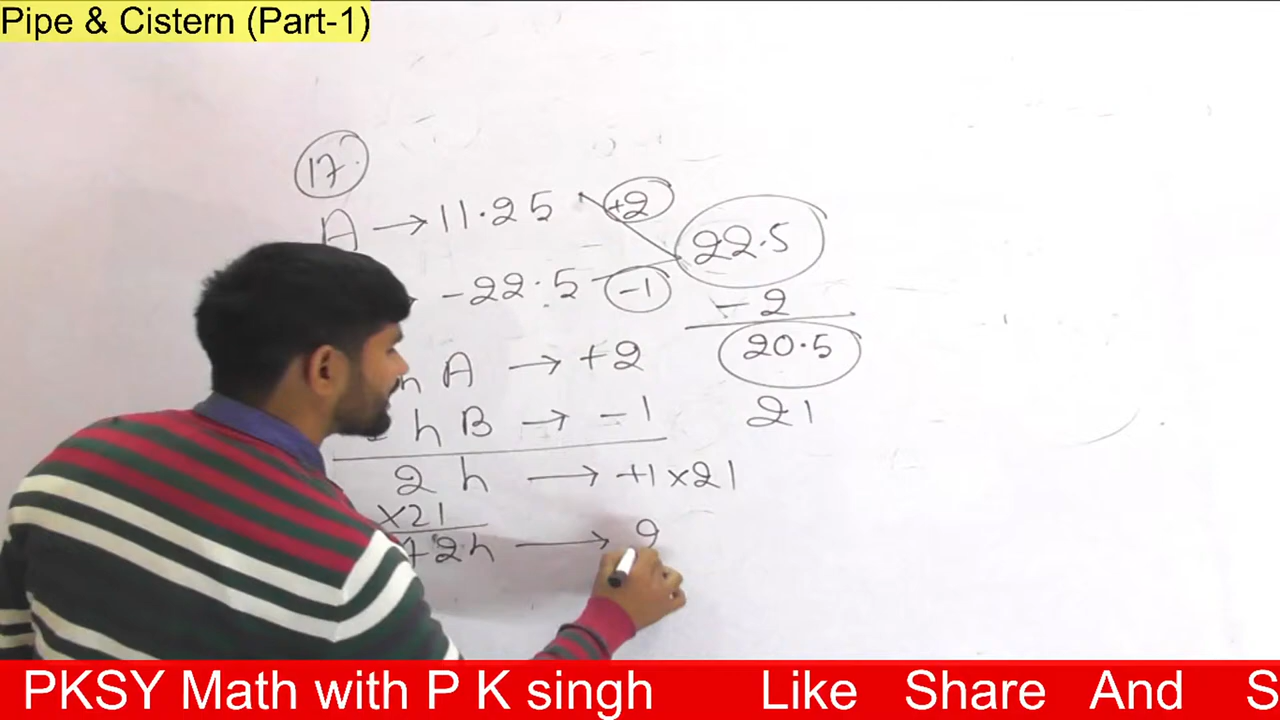 Pipe & Cistern (Part-1)
17
A → 11.25 +2
22.5
-22.5 -1
-2
20.5
A → +2
h B → -1
21
2 h → +1×21
×21
42h →
PKSY Math with P K singh Like Share And S